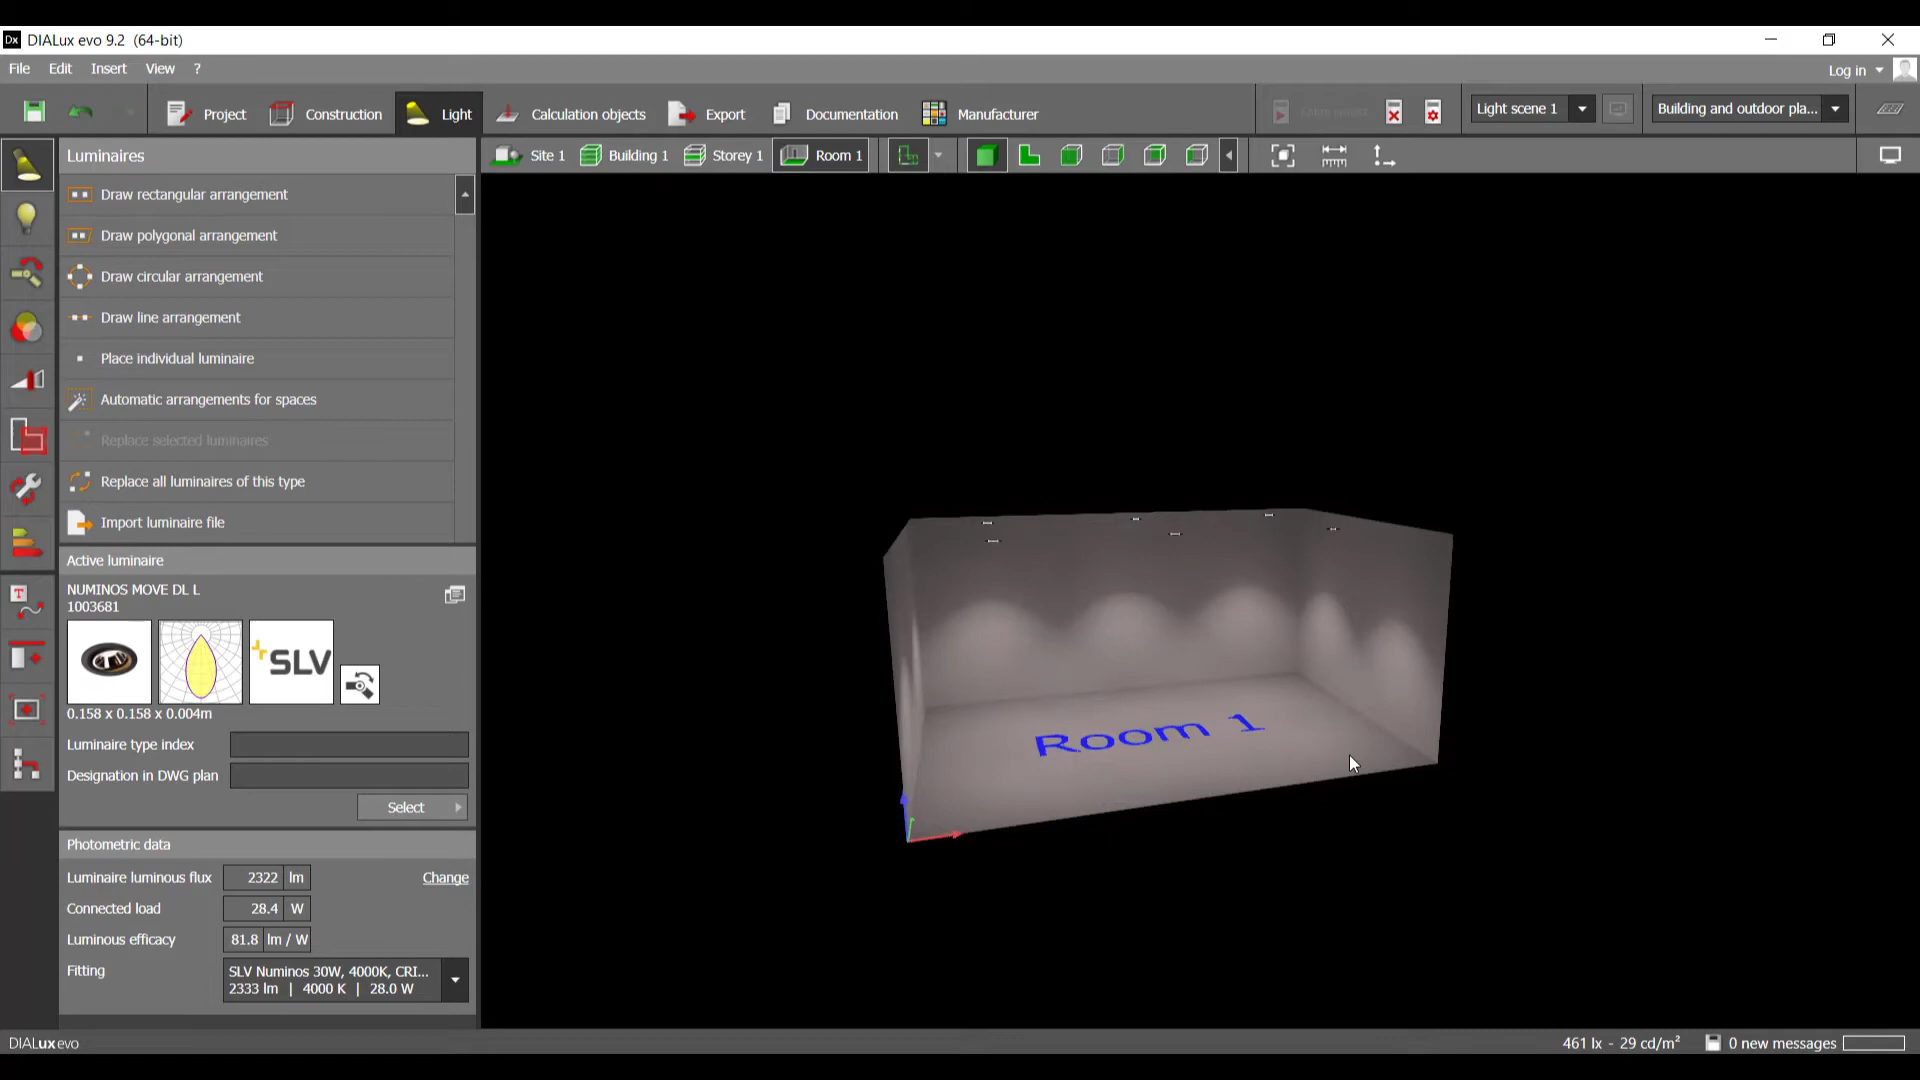 DIALux evo 9.2 (64-bit)
File Edit Insert View ?
Log in
Project Construction Light Calculation objects Export Documentation Manufacturer
Light scene 1
Building and outdoor pla...
Luminaires
Site 1 Building 1 Storey 1 Room 1
Draw rectangular arrangement
Draw polygonal arrangement
Draw circular arrangement
Draw line arrangement
Place individual luminaire
Automatic arrangements for spaces
Replace selected luminaires
Replace all luminaires of this type
Import luminaire file
Active luminaire
NUMINOS MOVE DL L
1003681
SLV
0.158 x 0.158 x 0.004m
Luminaire type index
Designation in DWG plan
Select
Photometric data
Luminaire luminous flux 2322 lm Change
Connected load 28.4 W
Luminous efficacy 81.8 lm / W
Fitting SLV Numinos 30W, 4000K, CRI...
2333 lm | 4000 K | 28.0 W
Room 1
DIALux evo
461 lx - 29 cd/m² 0 new messages